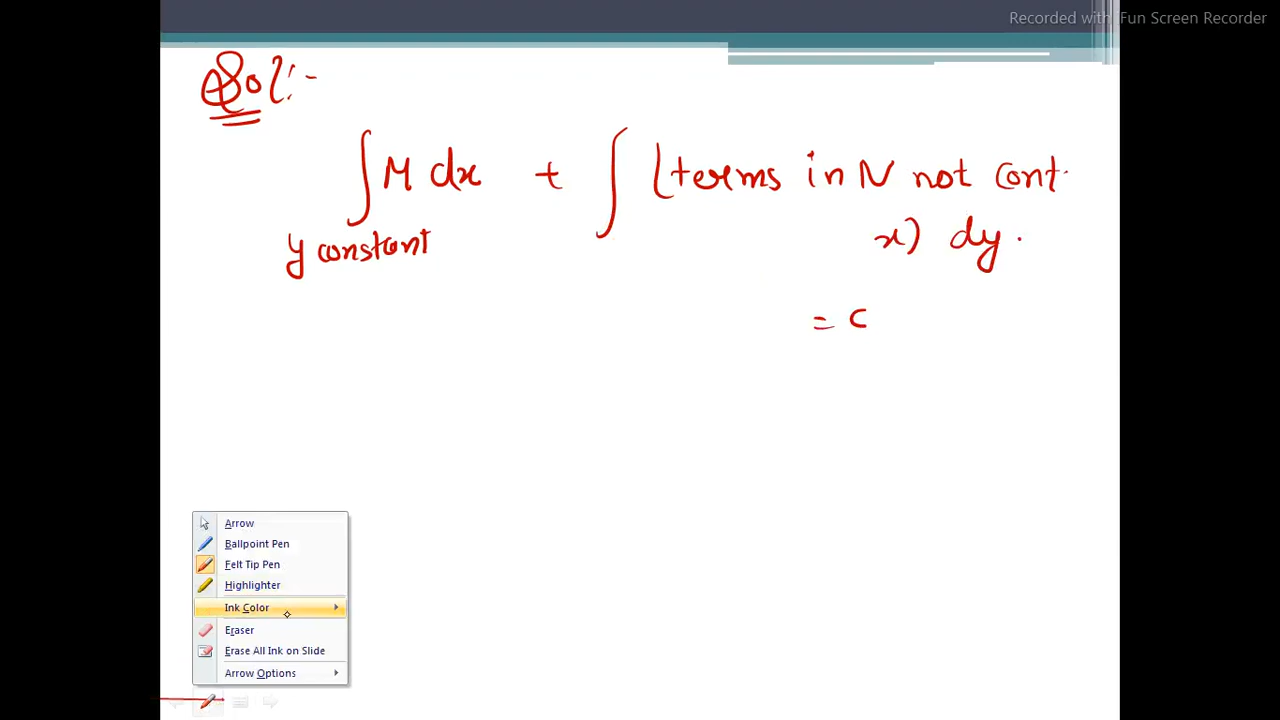 Recorded with Fun Screen Recorder
Sol:-
∫ M dx + ∫ (terms in N not cont.
y constant x) dy.
= c
Arrow
Ballpoint Pen
Felt Tip Pen
Highlighter
Ink Color
Eraser
Erase All Ink on Slide
Arrow Options